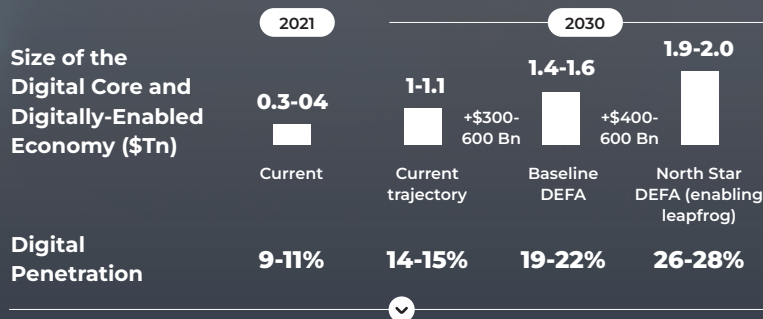 2021
2030
Size of the
Digital Core and
Digitally-Enabled
Economy ($Tn)
0.3-04
1-1.1
+$300-
600 Bn
1.4-1.6
+$400-
600 Bn
1.9-2.0
Current
Current
trajectory
Baseline
DEFA
North Star
DEFA (enabling
leapfrog)
Digital
Penetration
9-11%
14-15%
19-22%
26-28%